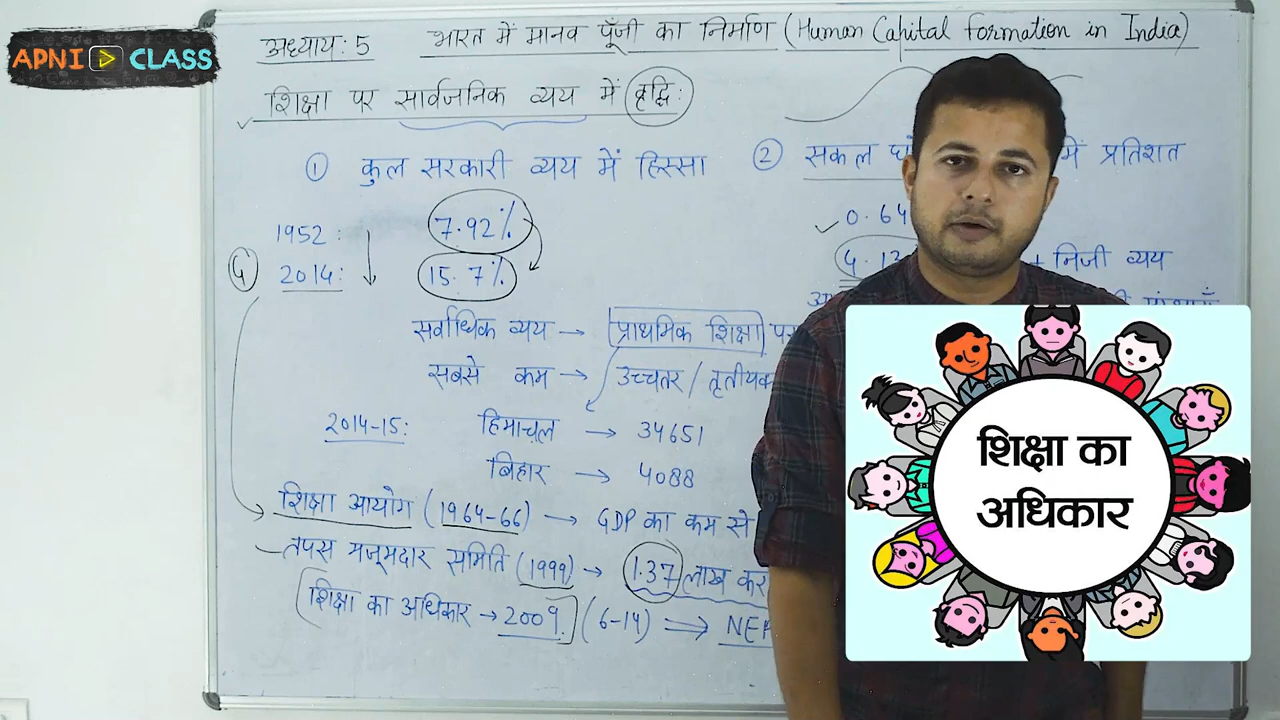 APNI CLASS
अध्याय: 5 भारत में मानव पूँजी का निर्माण (Human Capital Formation in India)
शिक्षा पर सार्वजनिक व्यय में वृद्धि:
① कुल सरकारी व्यय में हिस्सा
1952: 7.92%
2014: 15.7%
② सकल में प्रतिशत
0.64
4.13 + निजी व्यय
सर्वाधिक व्यय → प्राथमिक शिक्षा
सबसे कम → उच्चतर / तृतीयक
2014-15: हिमाचल → 34651
बिहार → 4088
शिक्षा आयोग (1964-66) → GDP का कम से
तपस मजूमदार समिति (1999) → 1.37 लाख
शिक्षा का अधिकार → 2009 (6-14) ⇒
शिक्षा का
अधिकार